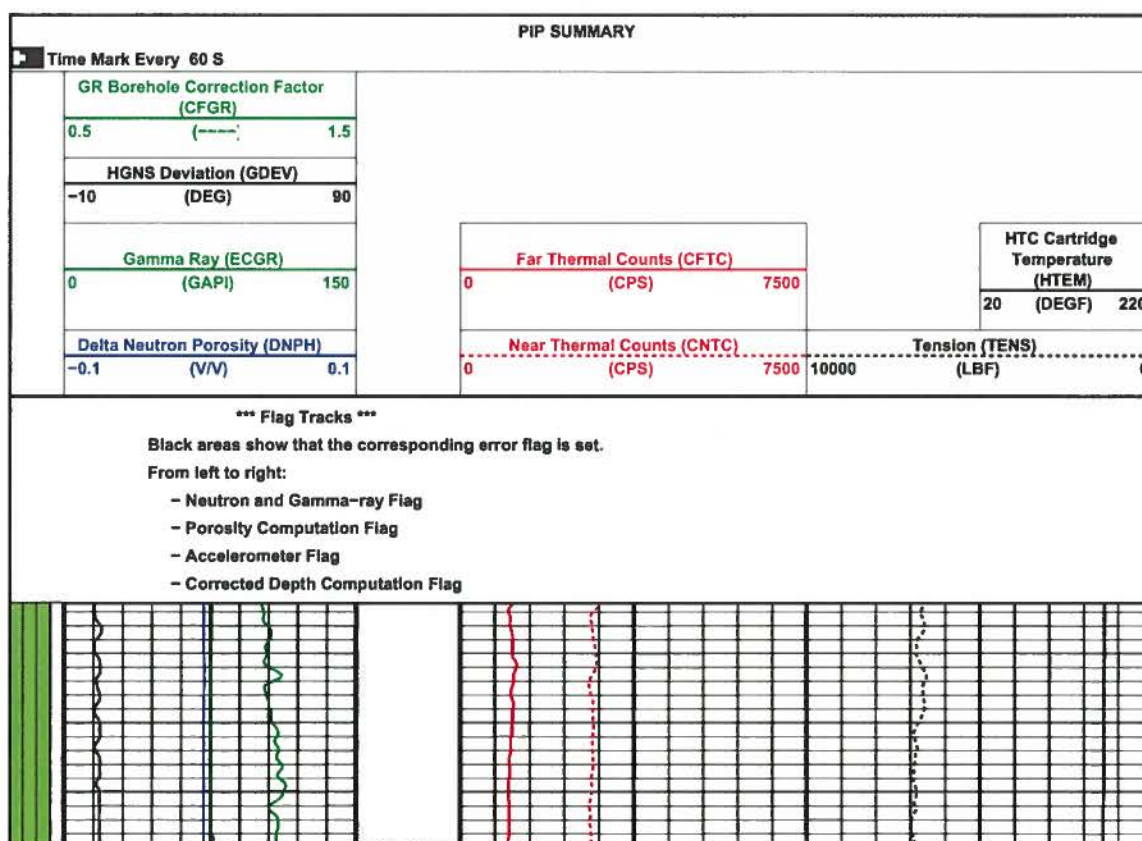 PIP SUMMARY
Time Mark Every 60 S
GR Borehole Correction Factor
(CFGR)
0.5 (----) 1.5
HGNS Deviation (GDEV)
−10 (DEG) 90
Gamma Ray (ECGR)
0 (GAPI) 150
Far Thermal Counts (CFTC)
0 (CPS) 7500
HTC Cartridge
Temperature
(HTEM)
20 (DEGF) 220
Delta Neutron Porosity (DNPH)
−0.1 (V/V) 0.1
Near Thermal Counts (CNTC)
0 (CPS) 7500
Tension (TENS)
10000 (LBF)
*** Flag Tracks ***
Black areas show that the corresponding error flag is set.
From left to right:
− Neutron and Gamma−ray Flag
− Porosity Computation Flag
− Accelerometer Flag
− Corrected Depth Computation Flag